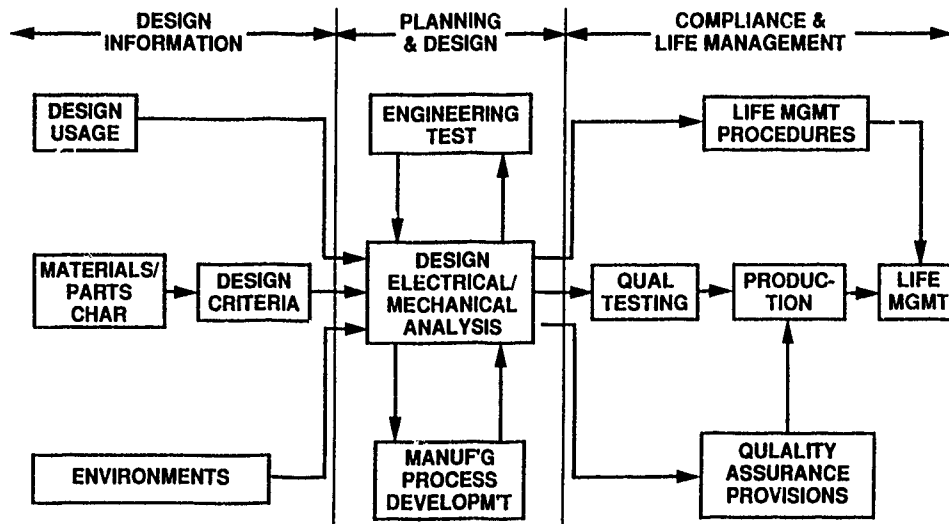 DESIGN
INFORMATION
PLANNING
& DESIGN
COMPLIANCE &
LIFE MANAGEMENT
DESIGN
USAGE
ENGINEERING
TEST
LIFE MGMT
PROCEDURES
MATERIALS/
PARTS
CHAR
DESIGN
CRITERIA
DESIGN
ELECTRICAL/
MECHANICAL
ANALYSIS
QUAL
TESTING
PRODUC-
TION
LIFE
MGMT
ENVIRONMENTS
MANUF'G
PROCESS
DEVELOPM'T
QULALITY
ASSURANCE
PROVISIONS